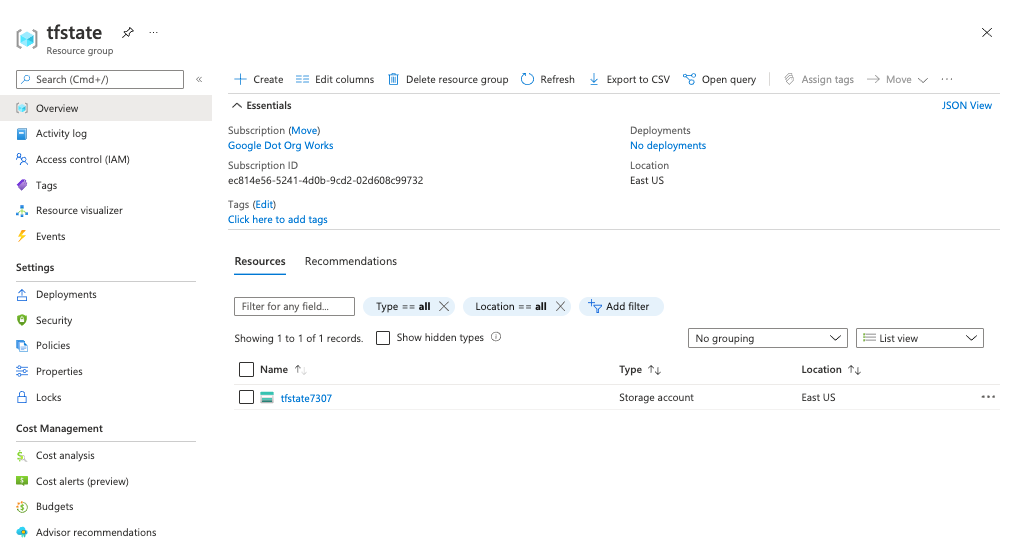 tfstate
Resource group
Search (Cmd+/)
«
Overview
Activity log
Access control (IAM)
Tags
Resource visualizer
Events
Settings
Deployments
Security
Policies
Properties
Locks
Cost Management
Cost analysis
Cost alerts (preview)
Budgets
Advisor recommendations
Create Edit columns Delete resource group Refresh Export to CSV Open query Assign tags Move
Essentials JSON View
Subscription (Move)
Google Dot Org Works
Subscription ID
ec814e56-5241-4d0b-9cd2-02d608c99732
Tags (Edit)
Click here to add tags
Deployments
No deployments
Location
East US
Resources Recommendations
Filter for any field... Type == all Location == all Add filter
Showing 1 to 1 of 1 records. Show hidden types No grouping List view
Name Type Location
tfstate7307 Storage account East US